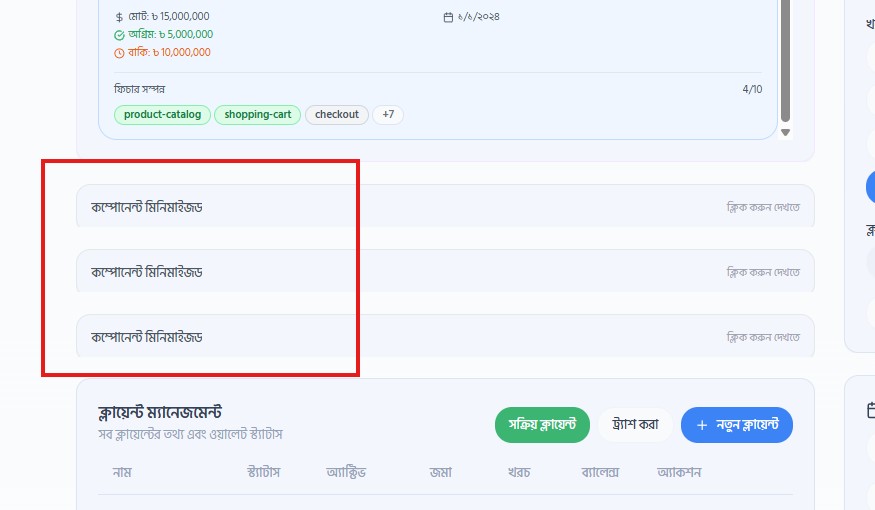 মোট: ৳ 15,000,000
১/১/২০২৪
অগ্রিম: ৳ 5,000,000
বাকি: ৳ 10,000,000
ফিচার সম্পন্ন 4/10
product-catalog shopping-cart checkout +7
কম্পোনেন্ট মিনিমাইজড ক্লিক করুন দেখতে
কম্পোনেন্ট মিনিমাইজড ক্লিক করুন দেখতে
কম্পোনেন্ট মিনিমাইজড ক্লিক করুন দেখতে
ক্লায়েন্ট ম্যানেজমেন্ট
সব ক্লায়েন্টের তথ্য এবং ওয়ালেট স্ট্যাটাস
সক্রিয় ক্লায়েন্ট ট্র্যাশ করা + নতুন ক্লায়েন্ট
নাম স্ট্যাটাস অ্যাক্টিভ জমা খরচ ব্যালেন্স অ্যাকশন